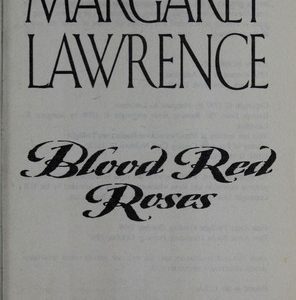 MARGARET
LAWRENCE
Blood Red
Roses